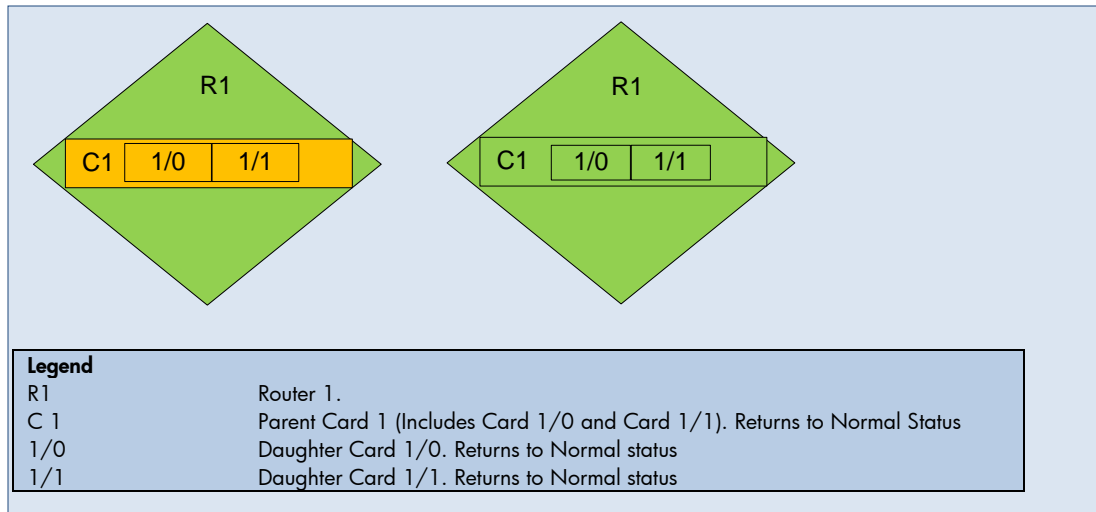 R1
C1 1/0 1/1
R1
C1 1/0 1/1
Legend
R1 Router 1.
C 1 Parent Card 1 (Includes Card 1/0 and Card 1/1). Returns to Normal Status
1/0 Daughter Card 1/0. Returns to Normal status
1/1 Daughter Card 1/1. Returns to Normal status